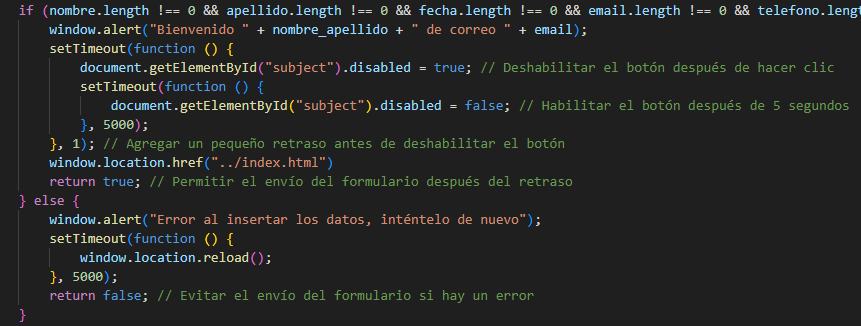 if (nombre.length !== 0 && apellido.length !== 0 && fecha.length !== 0 && email.length !== 0 && telefono.leng
window.alert("Bienvenido " + nombre_apellido + " de correo " + email);
setTimeout(function () {
document.getElementById("subject").disabled = true; // Deshabilitar el botón después de hacer clic
setTimeout(function () {
document.getElementById("subject").disabled = false; // Habilitar el botón después de 5 segundos
}, 5000);
}, 1); // Agregar un pequeño retraso antes de deshabilitar el botón
window.location.href("../index.html")
return true; // Permitir el envío del formulario después del retraso
} else {
window.alert("Error al insertar los datos, inténtelo de nuevo");
setTimeout(function () {
window.location.reload();
}, 5000);
return false; // Evitar el envío del formulario si hay un error
}